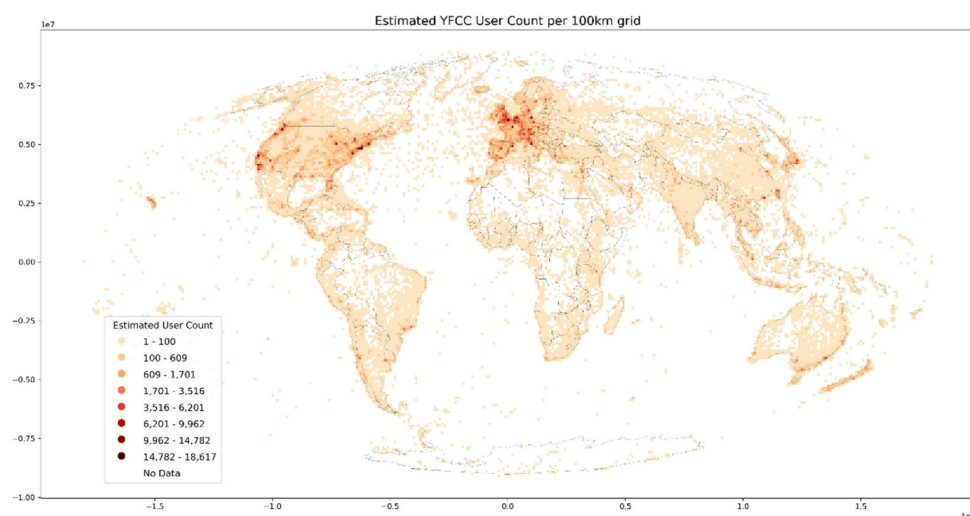 Estimated YFCC User Count per 100km grid
1e7
0.75
0.50
0.25
0.00
−0.25
−0.50
−0.75
−1.00
Estimated User Count
1 - 100
100 - 609
609 - 1,701
1,701 - 3,516
3,516 - 6,201
6,201 - 9,962
9,962 - 14,782
14,782 - 18,617
No Data
−1.5
−1.0
−0.5
0.0
0.5
1.0
1.5